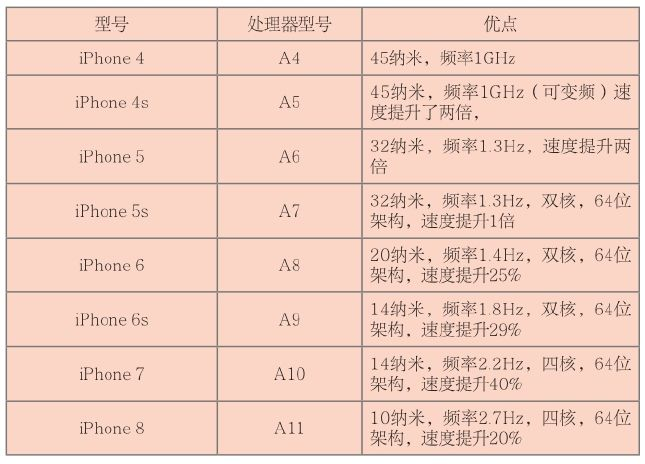 型号 处理器型号 优点
iPhone 4 A4 45纳米，频率1GHz
iPhone 4s A5 45纳米，频率1GHz（可变频）速
度提升了两倍，
iPhone 5 A6 32纳米，频率1.3Hz，速度提升两
倍
iPhone 5s A7 32纳米，频率1.3Hz，双核，64位
架构，速度提升1倍
iPhone 6 A8 20纳米，频率1.4Hz，双核，64位
架构，速度提升25%
iPhone 6s A9 14纳米，频率1.8Hz，双核，64位
架构，速度提升29%
iPhone 7 A10 14纳米，频率2.2Hz，四核，64位
架构，速度提升40%
iPhone 8 A11 10纳米，频率2.7Hz，四核，64位
架构，速度提升20%